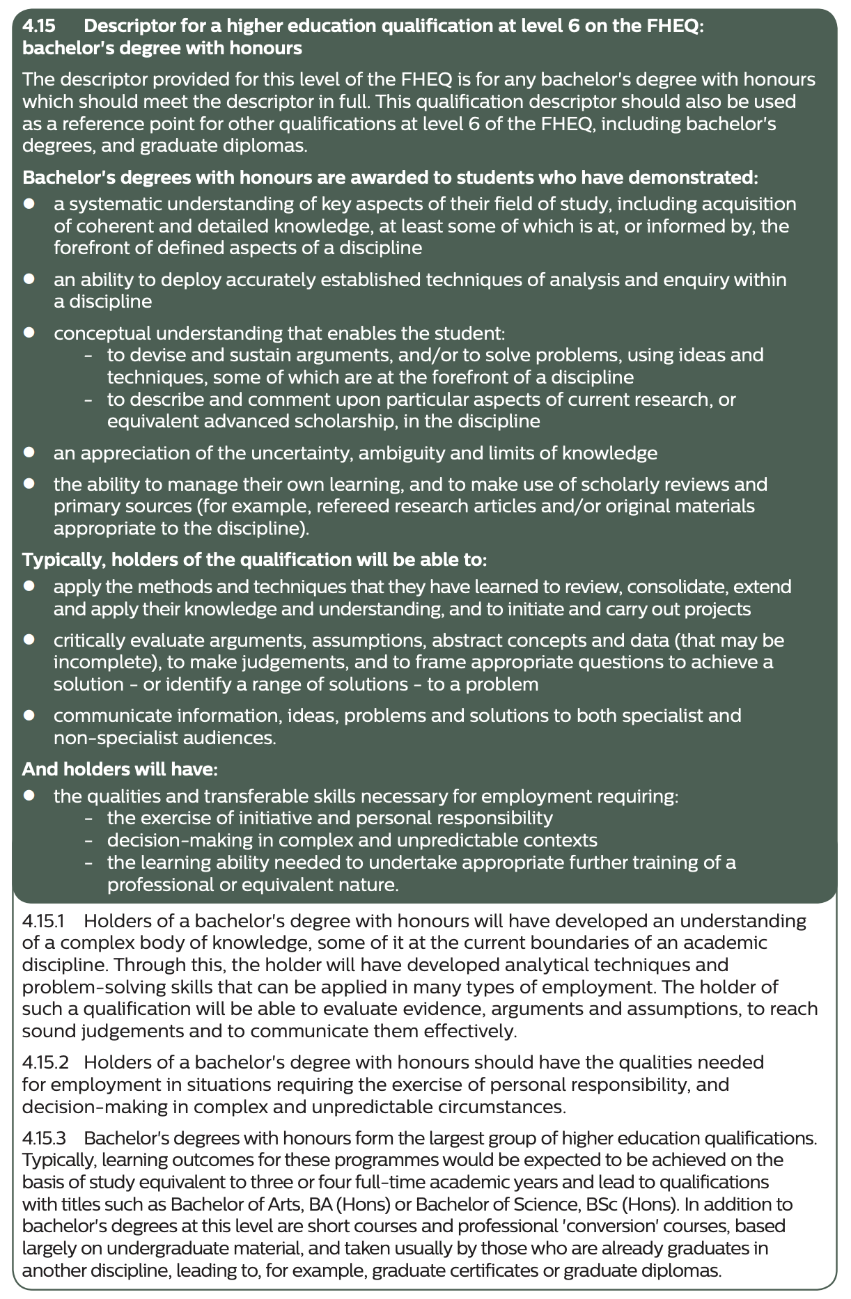 4.15 Descriptor for a higher education qualification at level 6 on the FHEQ:
bachelor's degree with honours
The descriptor provided for this level of the FHEQ is for any bachelor's degree with honours
which should meet the descriptor in full. This qualification descriptor should also be used
as a reference point for other qualifications at level 6 of the FHEQ, including bachelor's
degrees, and graduate diplomas.
Bachelor's degrees with honours are awarded to students who have demonstrated:
● a systematic understanding of key aspects of their field of study, including acquisition
of coherent and detailed knowledge, at least some of which is at, or informed by, the
forefront of defined aspects of a discipline
● an ability to deploy accurately established techniques of analysis and enquiry within
a discipline
● conceptual understanding that enables the student:
- to devise and sustain arguments, and/or to solve problems, using ideas and
techniques, some of which are at the forefront of a discipline
- to describe and comment upon particular aspects of current research, or
equivalent advanced scholarship, in the discipline
● an appreciation of the uncertainty, ambiguity and limits of knowledge
● the ability to manage their own learning, and to make use of scholarly reviews and
primary sources (for example, refereed research articles and/or original materials
appropriate to the discipline).
Typically, holders of the qualification will be able to:
● apply the methods and techniques that they have learned to review, consolidate, extend
and apply their knowledge and understanding, and to initiate and carry out projects
● critically evaluate arguments, assumptions, abstract concepts and data (that may be
incomplete), to make judgements, and to frame appropriate questions to achieve a
solution - or identify a range of solutions - to a problem
● communicate information, ideas, problems and solutions to both specialist and
non-specialist audiences.
And holders will have:
● the qualities and transferable skills necessary for employment requiring:
- the exercise of initiative and personal responsibility
- decision-making in complex and unpredictable contexts
- the learning ability needed to undertake appropriate further training of a
professional or equivalent nature.
4.15.1 Holders of a bachelor's degree with honours will have developed an understanding
of a complex body of knowledge, some of it at the current boundaries of an academic
discipline. Through this, the holder will have developed analytical techniques and
problem-solving skills that can be applied in many types of employment. The holder of
such a qualification will be able to evaluate evidence, arguments and assumptions, to reach
sound judgements and to communicate them effectively.
4.15.2 Holders of a bachelor's degree with honours should have the qualities needed
for employment in situations requiring the exercise of personal responsibility, and
decision-making in complex and unpredictable circumstances.
4.15.3 Bachelor's degrees with honours form the largest group of higher education qualifications.
Typically, learning outcomes for these programmes would be expected to be achieved on the
basis of study equivalent to three or four full-time academic years and lead to qualifications
with titles such as Bachelor of Arts, BA (Hons) or Bachelor of Science, BSc (Hons). In addition to
bachelor's degrees at this level are short courses and professional 'conversion' courses, based
largely on undergraduate material, and taken usually by those who are already graduates in
another discipline, leading to, for example, graduate certificates or graduate diplomas.